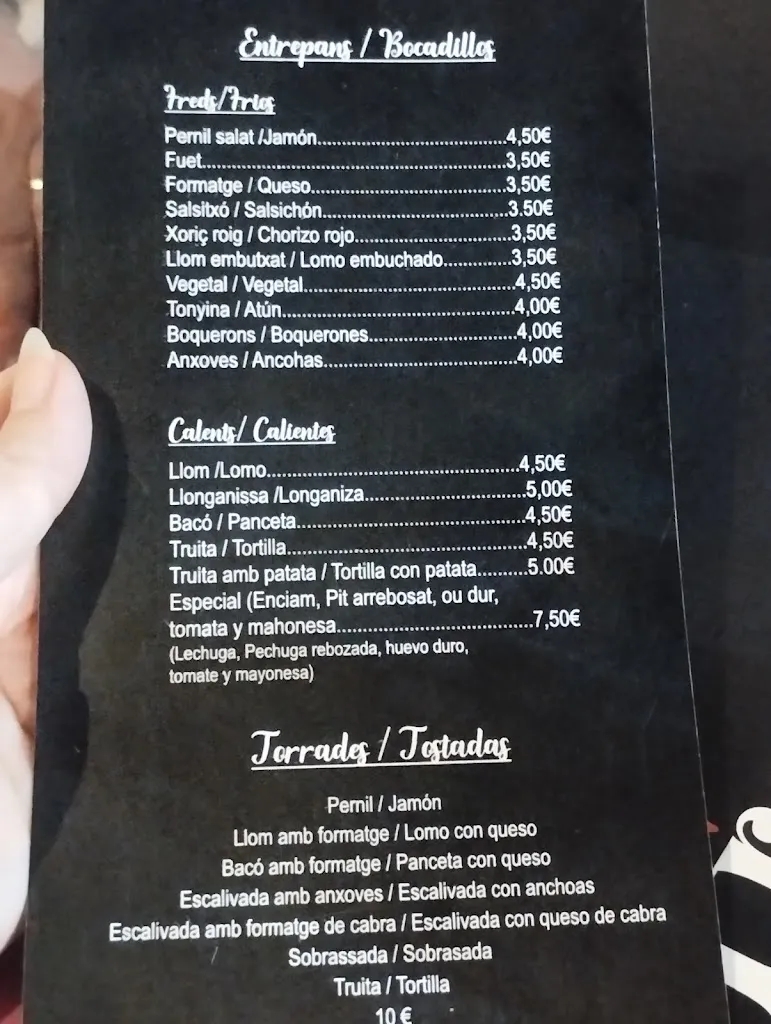 Entrepans / Bocadillos
Freds/Frios
Pernil salat /Jamón..............................4,50€
Fuet..............................3,50€
Formatge / Queso..............................3,50€
Salsitxó / Salsichón..............................3.50€
Xoriç roig / Chorizo rojo..............................3,50€
Llom embutxat / Lomo embuchado.............3,50€
Vegetal / Vegetal..............................4,50€
Tonyina / Atún..............................4,00€
Boquerons / Boquerones..............................4,00€
Anxoves / Ancohas..............................4,00€
Calents/ Calientes
Llom /Lomo..............................4,50€
Llonganissa /Longaniza..............................5,00€
Bacó / Panceta..............................4,50€
Truita / Tortilla..............................4,50€
Truita amb patata / Tortilla con patata..........5.00€
Especial (Enciam, Pit arrebosat, ou dur,
tomata y mahonesa..............................7,50€
(Lechuga, Pechuga rebozada, huevo duro,
tomate y mayonesa)
Torrades / Tostadas
Pernil / Jamón
Llom amb formatge / Lomo con queso
Bacó amb formatge / Panceta con queso
Escalivada amb anxoves / Escalivada con anchoas
Escalivada amb formatge de cabra / Escalivada con queso de cabra
Sobrassada / Sobrasada
Truita / Tortilla
10 €